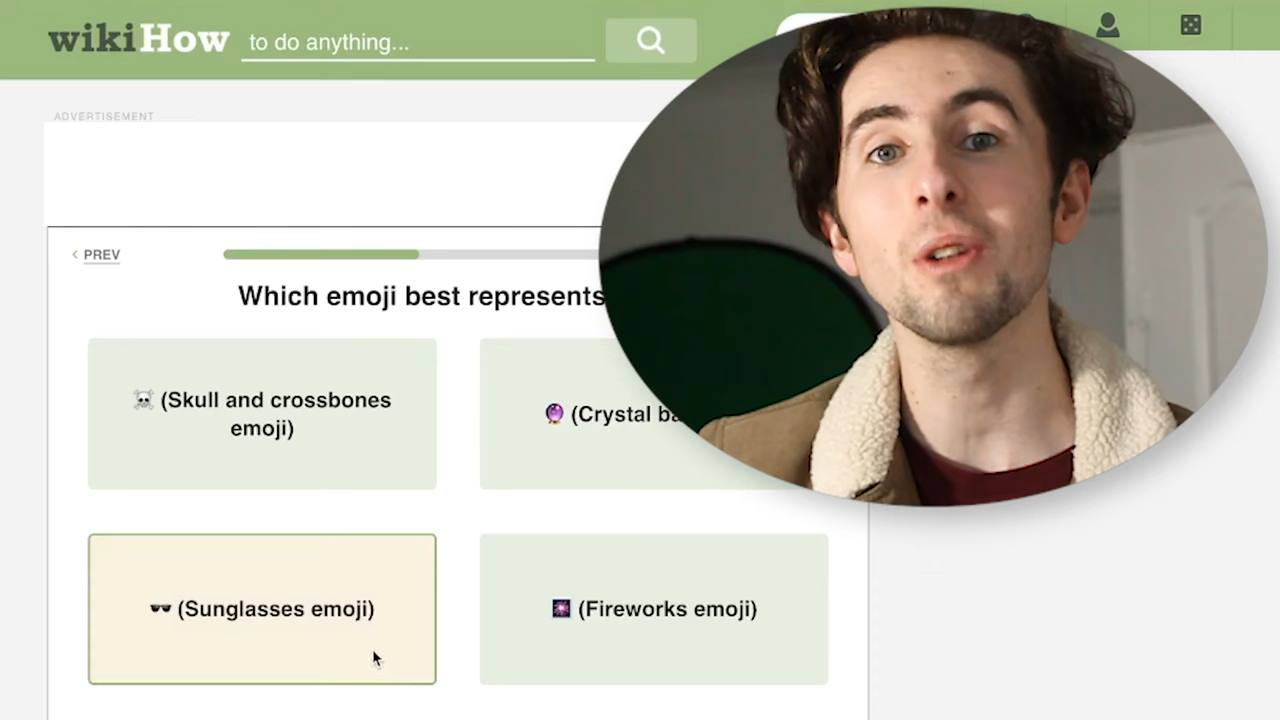 wikiHow to do anything...
ADVERTISEMENT
PREV
Which emoji best represents
(Skull and crossbones
emoji)
(Crystal
(Sunglasses emoji)
(Fireworks emoji)